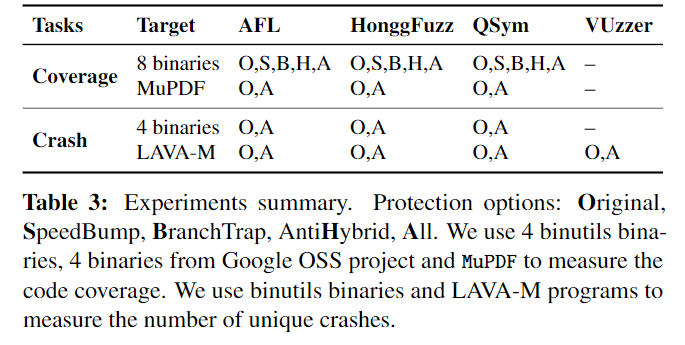 Tasks Target AFL HonggFuzz QSym VUzzer
Coverage 8 binaries O,S,B,H,A O,S,B,H,A O,S,B,H,A –
MuPDF O,A O,A O,A –
Crash 4 binaries O,A O,A O,A –
LAVA-M O,A O,A O,A O,A
Table 3: Experiments summary. Protection options: Original,
SpeedBump, BranchTrap, AntiHybrid, All. We use 4 binutils bina-
ries, 4 binaries from Google OSS project and MuPDF to measure the
code coverage. We use binutils binaries and LAVA-M programs to
measure the number of unique crashes.